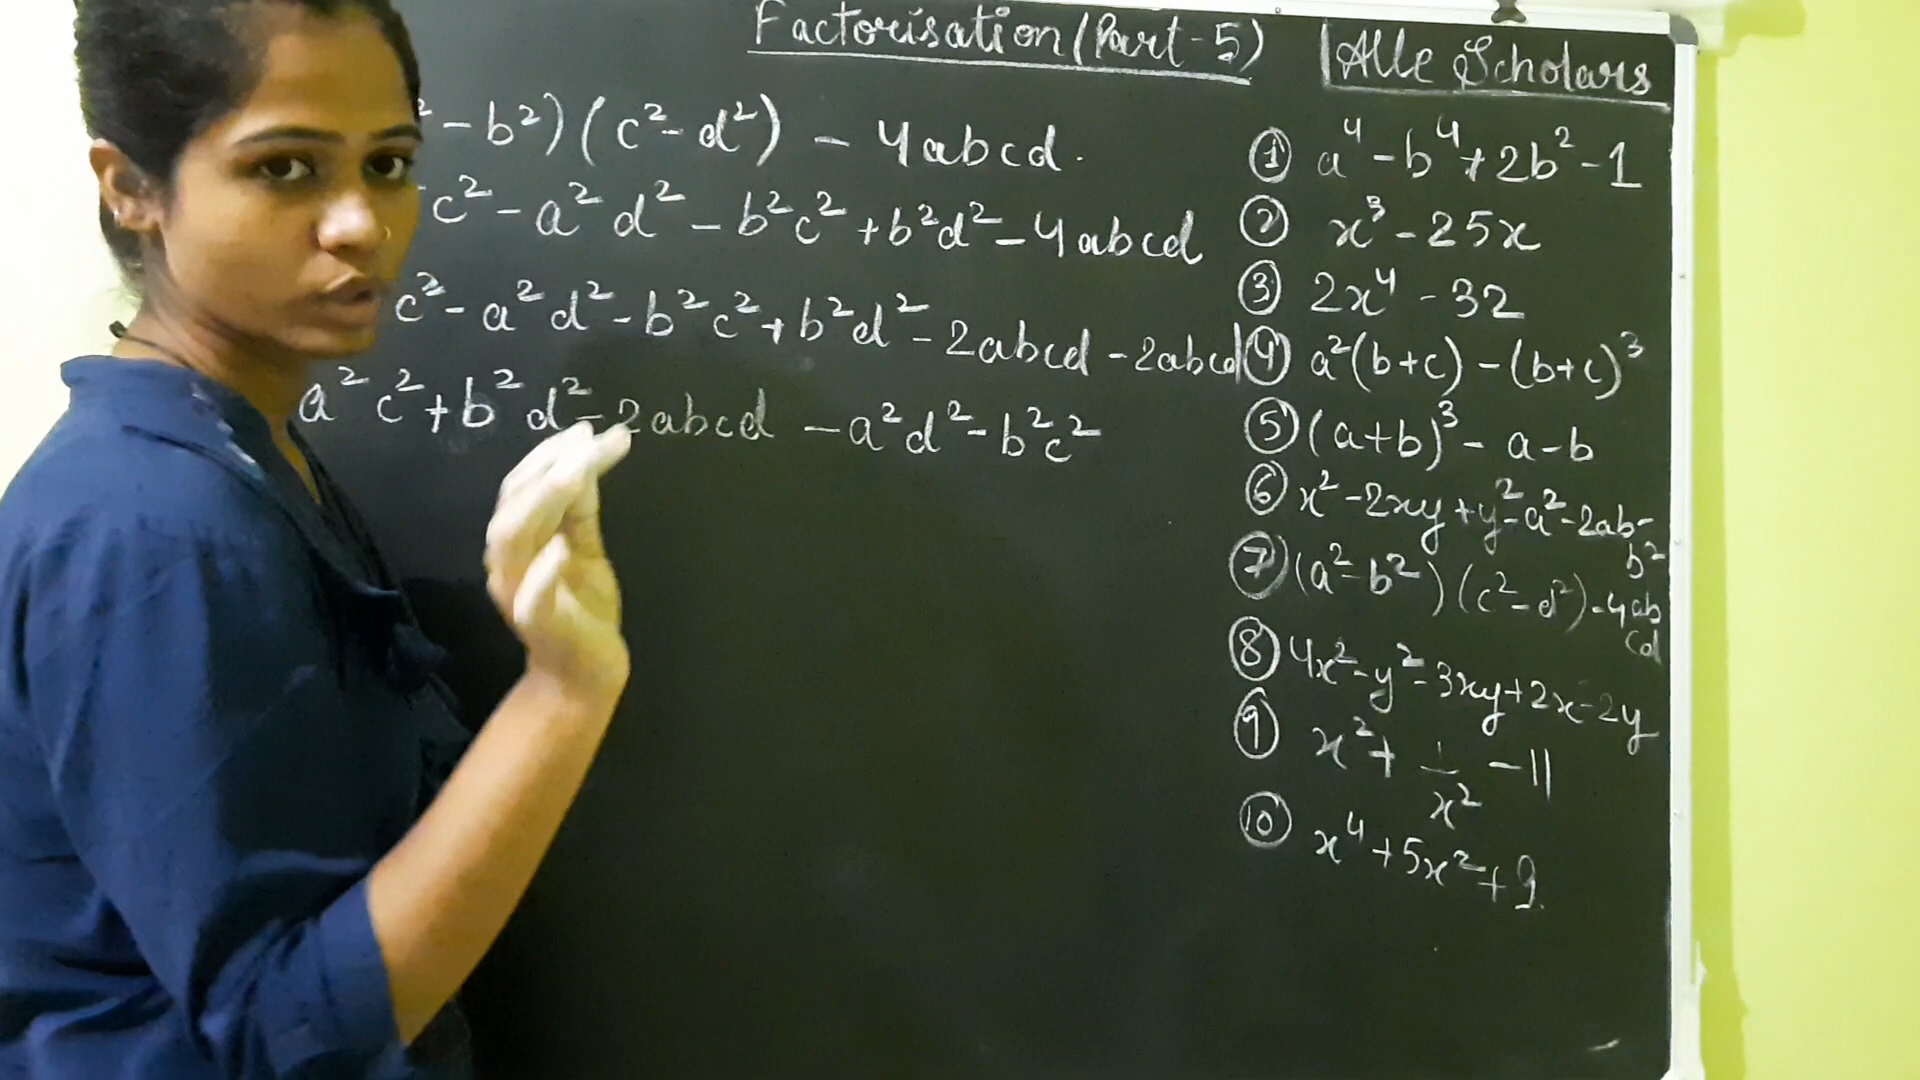 Factorisation (Part-5)
Alle Scholars
² - b²) (c² - d²) - 4abcd.
c² - a²d² - b²c² + b²d² - 4abcd
c² - a²d² - b²c² + b²d² - 2abcd - 2abcd
a²c² + b²d² - 2abcd - a²d² - b²c²
① a⁴ - b⁴ + 2b² - 1
② x³ - 25x
③ 2x⁴ - 32
④ a²(b+c) - (b+c)³
⑤ (a+b)³ - a - b
⑥ x² - 2xy + y² - a² - 2ab -
b²
⑦ (a² - b²) (c² - d²) - 4ab
cd
⑧ 4x² - y² - 3xy + 2x - 2y
⑨ x² + 1/x² - 11
⑩ x⁴ + 5x² + 9.